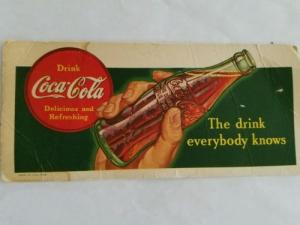 Drink
Coca-Cola
Delicious and
Refreshing
The drink
everybody knows